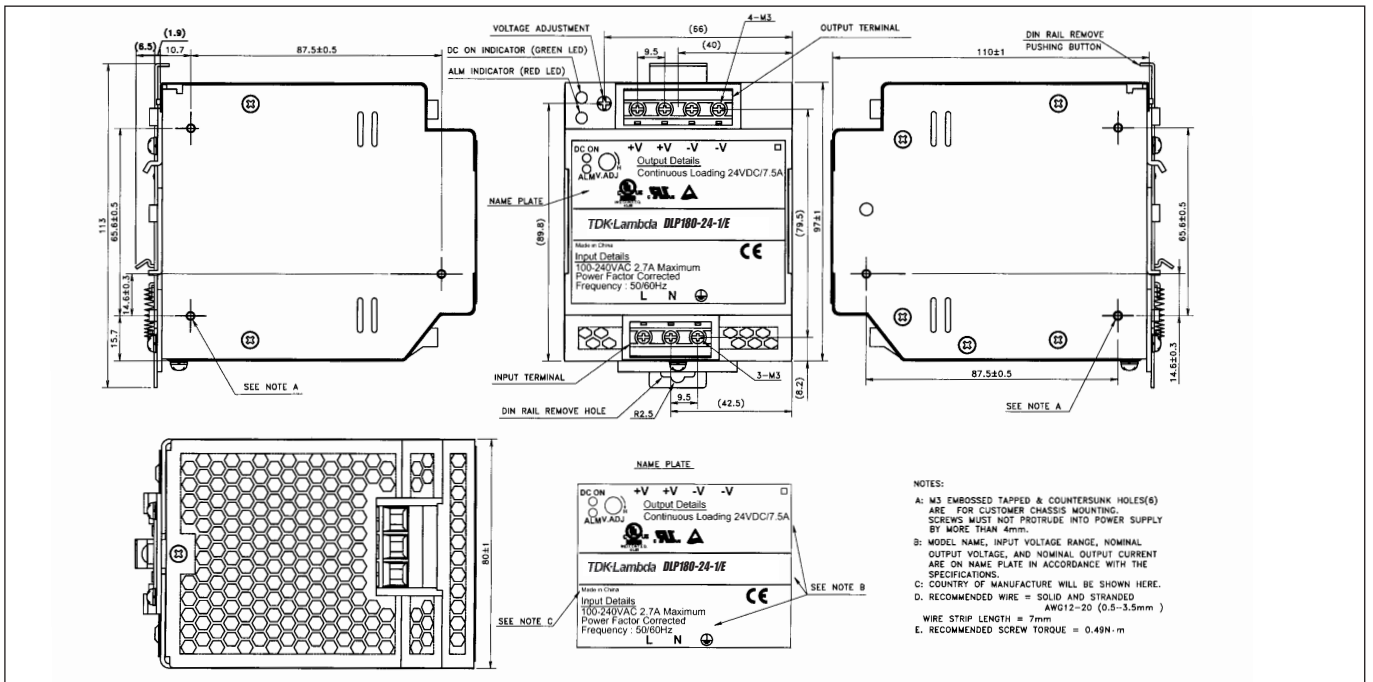 (1.9)
(6.5)
10.7
87.5±0.5
113
65.6±0.5
14.6±0.3
15.7
SEE NOTE A
VOLTAGE ADJUSTMENT
DC ON INDICATOR (GREEN LED)
ALM INDICATOR (RED LED)
(66)
4-M3
OUTPUT TERMINAL
9.5
(40)
DC ON
+V +V -V -V
ALM V.ADJ
Output Details
Continuous Loading 24VDC/7.5A
NAME PLATE
TDK·Lambda DLP180-24-1/E
Made in China
Input Details
100-240VAC 2.7A Maximum
Power Factor Corrected
Frequency : 50/60Hz
CE
L N
(89.8)
(79.5)
97±1
INPUT TERMINAL
3-M3
DIN RAIL REMOVE HOLE
R2.5
9.5
(42.5)
(8.2)
DIN RAIL REMOVE
PUSHING BUTTON
110±1
65.6±0.5
14.6±0.3
87.5±0.5
SEE NOTE A
80±1
NAME PLATE
DC ON
+V +V -V -V
ALM V.ADJ
Output Details
Continuous Loading 24VDC/7.5A
TDK·Lambda DLP180-24-1/E
Made in China
Input Details
100-240VAC 2.7A Maximum
Power Factor Corrected
Frequency : 50/60Hz
CE
L N
SEE NOTE B
SEE NOTE C
NOTES:
A: M3 EMBOSSED TAPPED & COUNTERSUNK HOLES(6)
ARE FOR CUSTOMER CHASSIS MOUNTING.
SCREWS MUST NOT PROTRUDE INTO POWER SUPPLY
BY MORE THAN 4mm.
B: MODEL NAME, INPUT VOLTAGE RANGE, NOMINAL
OUTPUT VOLTAGE, AND NOMINAL OUTPUT CURRENT
ARE ON NAME PLATE IN ACCORDANCE WITH THE
SPECIFICATIONS.
C: COUNTRY OF MANUFACTURE WILL BE SHOWN HERE.
D. RECOMMENDED WIRE = SOLID AND STRANDED
AWG12-20 (0.5-3.5mm )
WIRE STRIP LENGTH = 7mm
E. RECOMMENDED SCREW TORQUE = 0.49N·m